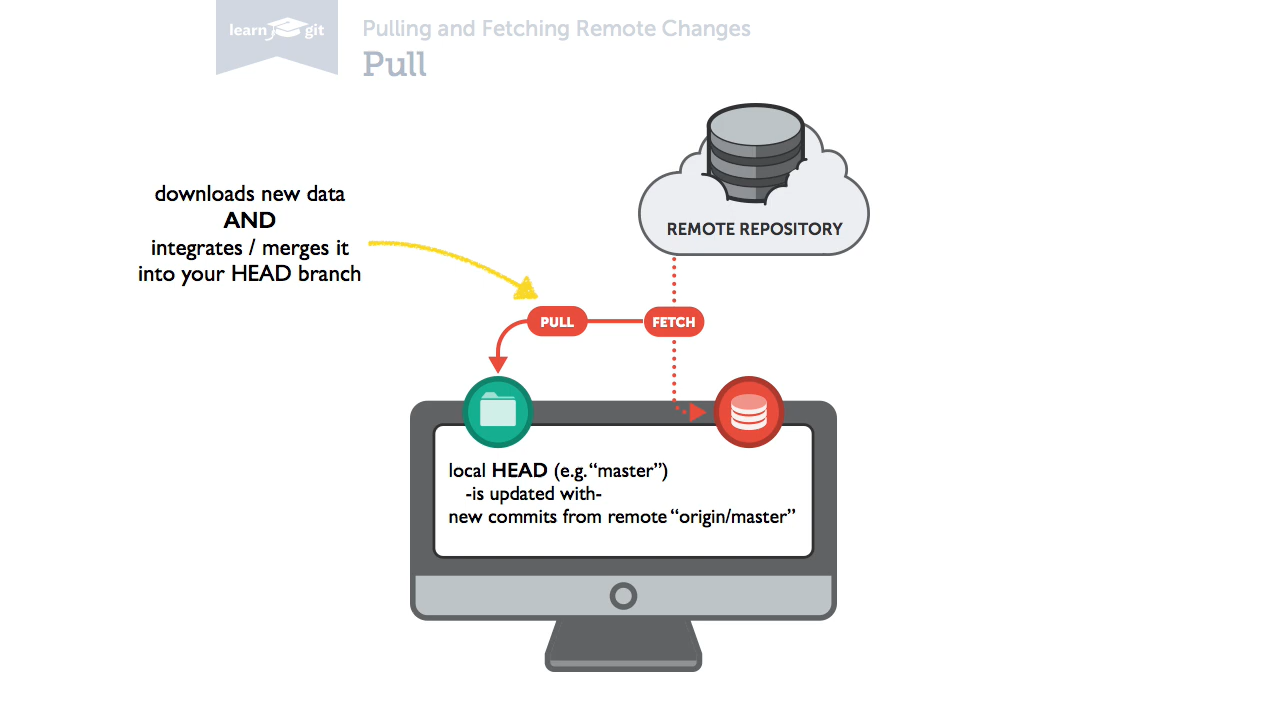 learn git
Pulling and Fetching Remote Changes
Pull
downloads new data
AND
integrates / merges it
into your HEAD branch
REMOTE REPOSITORY
PULL
FETCH
local HEAD (e.g. “master”)
-is updated with-
new commits from remote “origin/master”